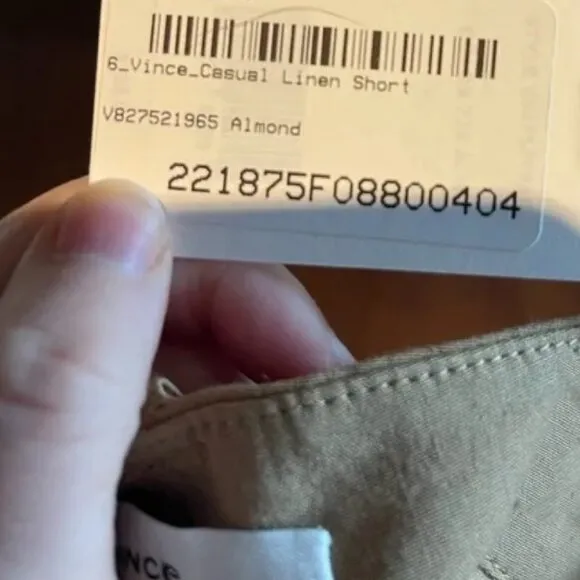 6_Vince_Casual Linen Short
V827521965 Almond
221875F08800404